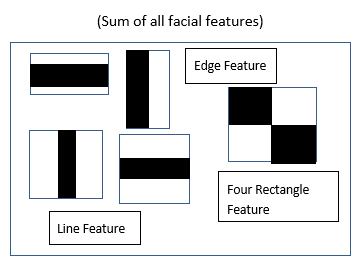 (Sum of all facial features)
Edge Feature
Four Rectangle
Feature
Line Feature